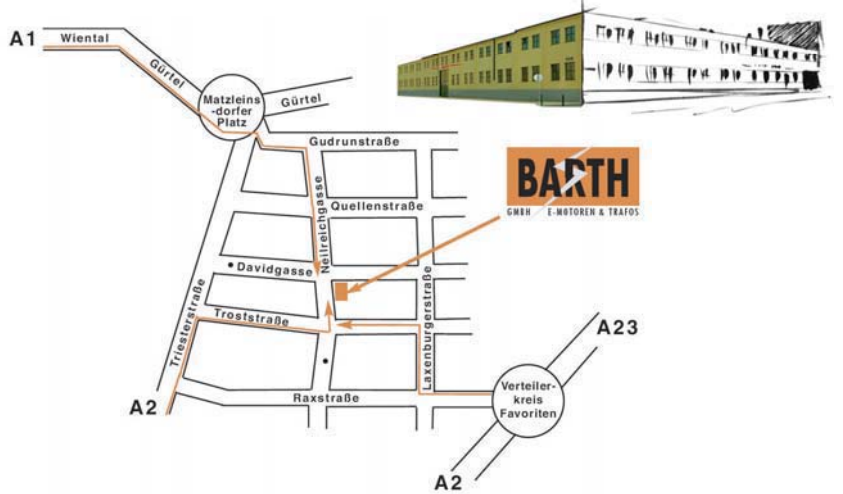 A1
Wiental
Gürtel
Matzleins
-dorfer
Platz
Gürtel
Gudrunstraße
Neilreichgasse
Quellenstraße
BARTH
GMBH E-MOTOREN & TRAFOS
Davidgasse
Triesterstraße
Troststraße
Laxenburgerstraße
A23
A2
Raxstraße
Verteiler-
kreis
Favoriten
A2